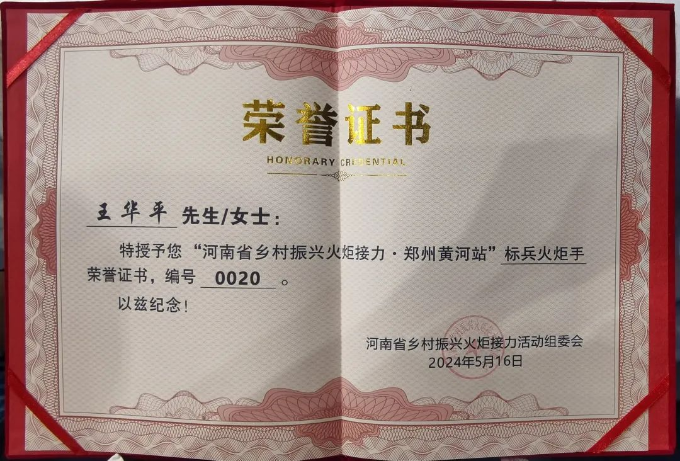 荣誉证书
HONORARY CREDENTIAL
王华平 先生/女士：
特授予您“河南省乡村振兴火炬接力·郑州黄河站”标兵火炬手
荣誉证书，编号 0020 。
以兹纪念！
河南省乡村振兴火炬接力活动组委会
2024年5月16日